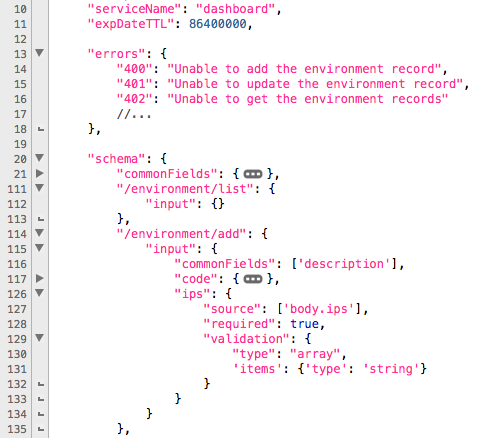 10 "serviceName": "dashboard",
11 "expDateTTL": 86400000,
12
13 "errors": {
14 "400": "Unable to add the environment record",
15 "401": "Unable to update the environment record",
16 "402": "Unable to get the environment records"
17 //...
18 },
19
20 "schema": {
21 "commonFields": {...},
111 "/environment/list": {
112 "input": {}
113 },
114 "/environment/add": {
115 "input": {
116 "commonFields": ['description'],
117 "code": {...},
126 "ips": {
127 "source": ['body.ips'],
128 "required": true,
129 "validation": {
130 "type": "array",
131 'items': {'type': 'string'}
132 }
133 }
134 }
135 },